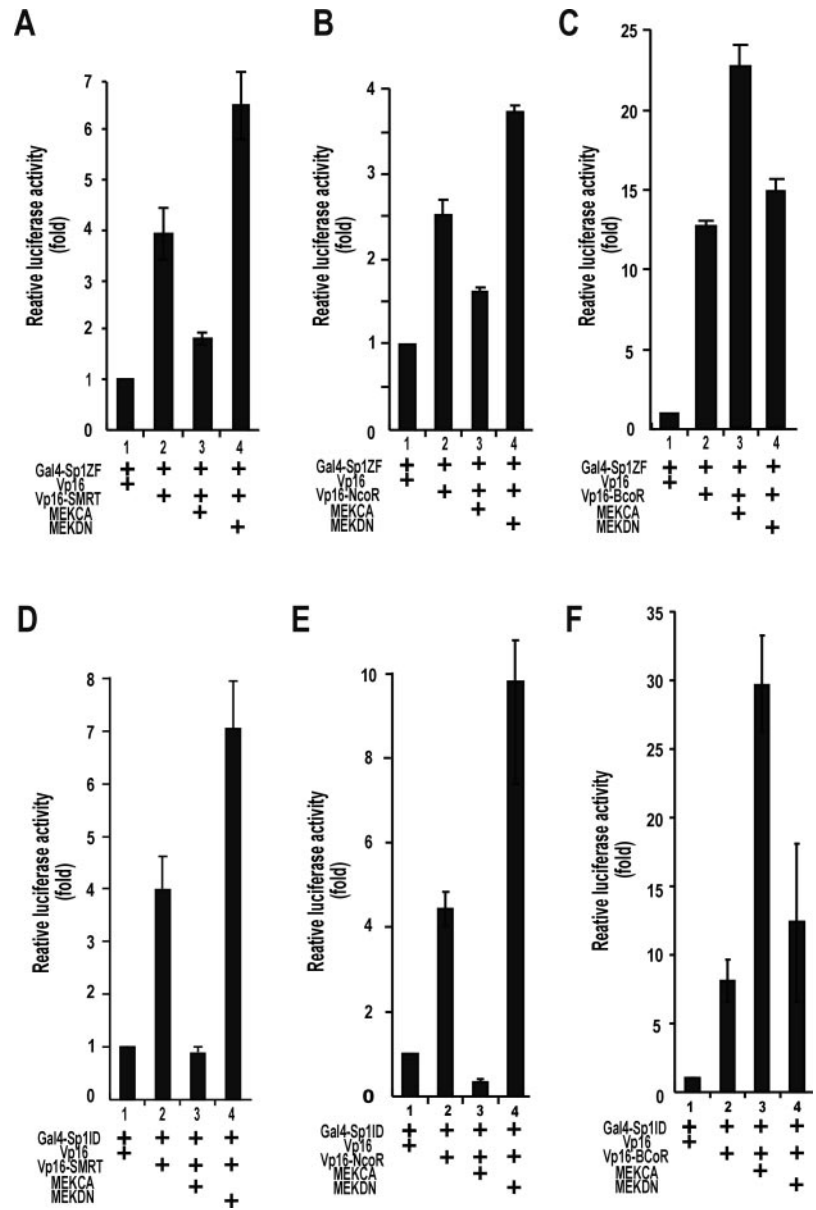 A
Reative luciferase activity
(fold)
7
6
5
4
3
2
1
0
1 2 3 4
Gal4-Sp1ZF + + + +
Vp16 +
Vp16-SMRT + + +
MEKCA +
MEKDN +
B
Reative luciferase activity
(fold)
4
3
2
1
0
1 2 3 4
Gal4-Sp1ZF + + + +
Vp16 +
Vp16-NcoR + + +
MEKCA +
MEKDN +
C
Reative luciferase activity
(fold)
25
20
15
10
5
0
1 2 3 4
Gal4-Sp1ZF + + + +
Vp16 +
Vp16-BcoR + + +
MEKCA +
MEKDN +
D
Reative luciferase activity
(fold)
8
7
6
5
4
3
2
1
0
1 2 3 4
Gal4-Sp1ID + + + +
Vp16 +
Vp16-SMRT + + +
MEKCA +
MEKDN +
E
Reative luciferase activity
(fold)
10
8
6
4
2
0
1 2 3 4
Gal4-Sp1ID + + + +
Vp16 +
Vp16-NcoR + + +
MEKCA +
MEKDN +
F
Reative luciferase activity
(fold)
35
30
25
20
15
10
5
0
1 2 3 4
Gal4-Sp1ID + + + +
Vp16 +
Vp16-BCoR + + +
MEKCA +
MEKDN +